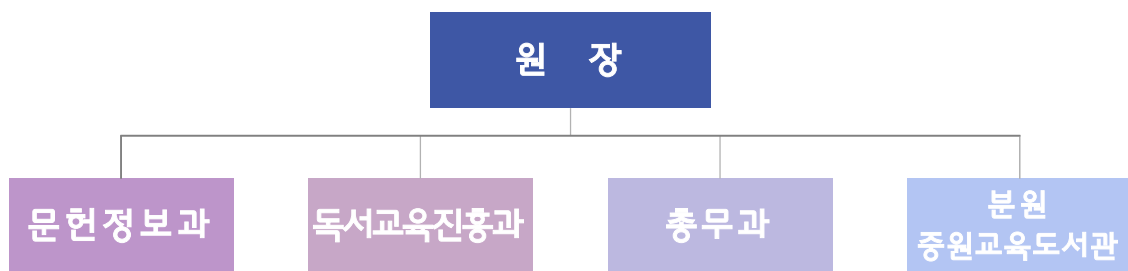 원 장
문헌정보과
독서교육진흥과
총무과
분원
중원교육도서관